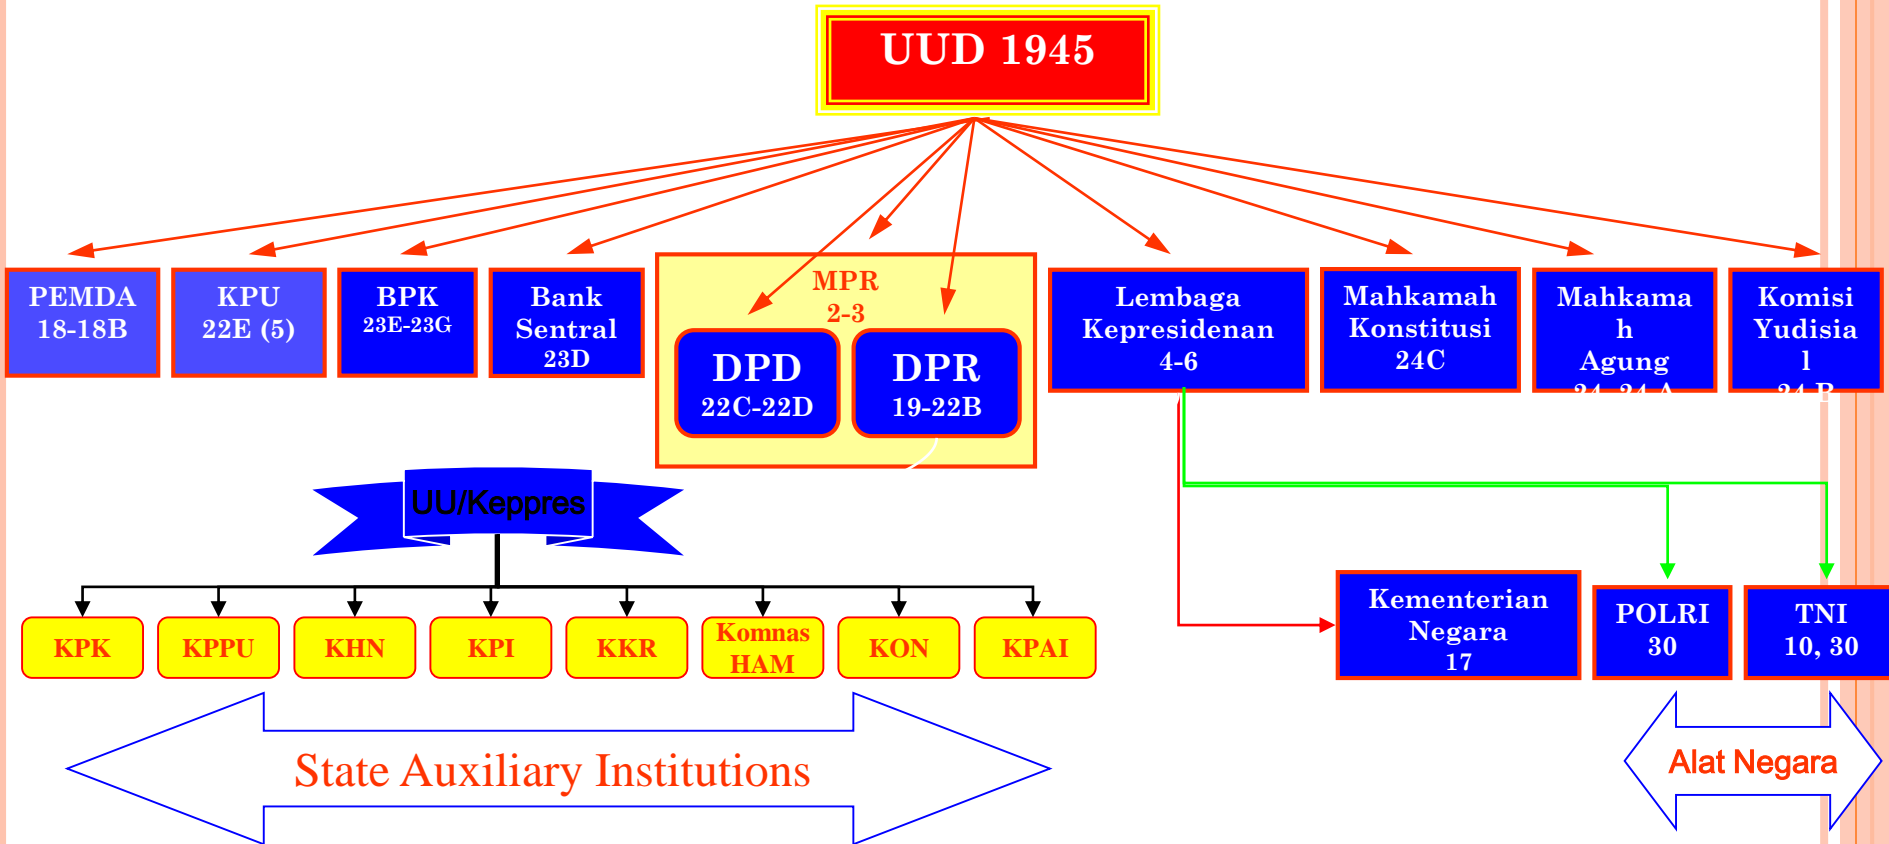 UUD 1945
PEMDA
18-18B
KPU
22E (5)
BPK
23E-23G
Bank
Sentral
23D
MPR
2-3
DPD
22C-22D
DPR
19-22B
Lembaga
Kepresidenan
4-6
Mahkamah
Konstitusi
24C
Mahkama
h
Agung
24, 24 A
Komisi
Yudisia
l
24 B
UU/Keppres
KPK
KPPU
KHN
KPI
KKR
Komnas
HAM
KON
KPAI
Kementerian
Negara
17
POLRI
30
TNI
10, 30
State Auxiliary Institutions
Alat Negara